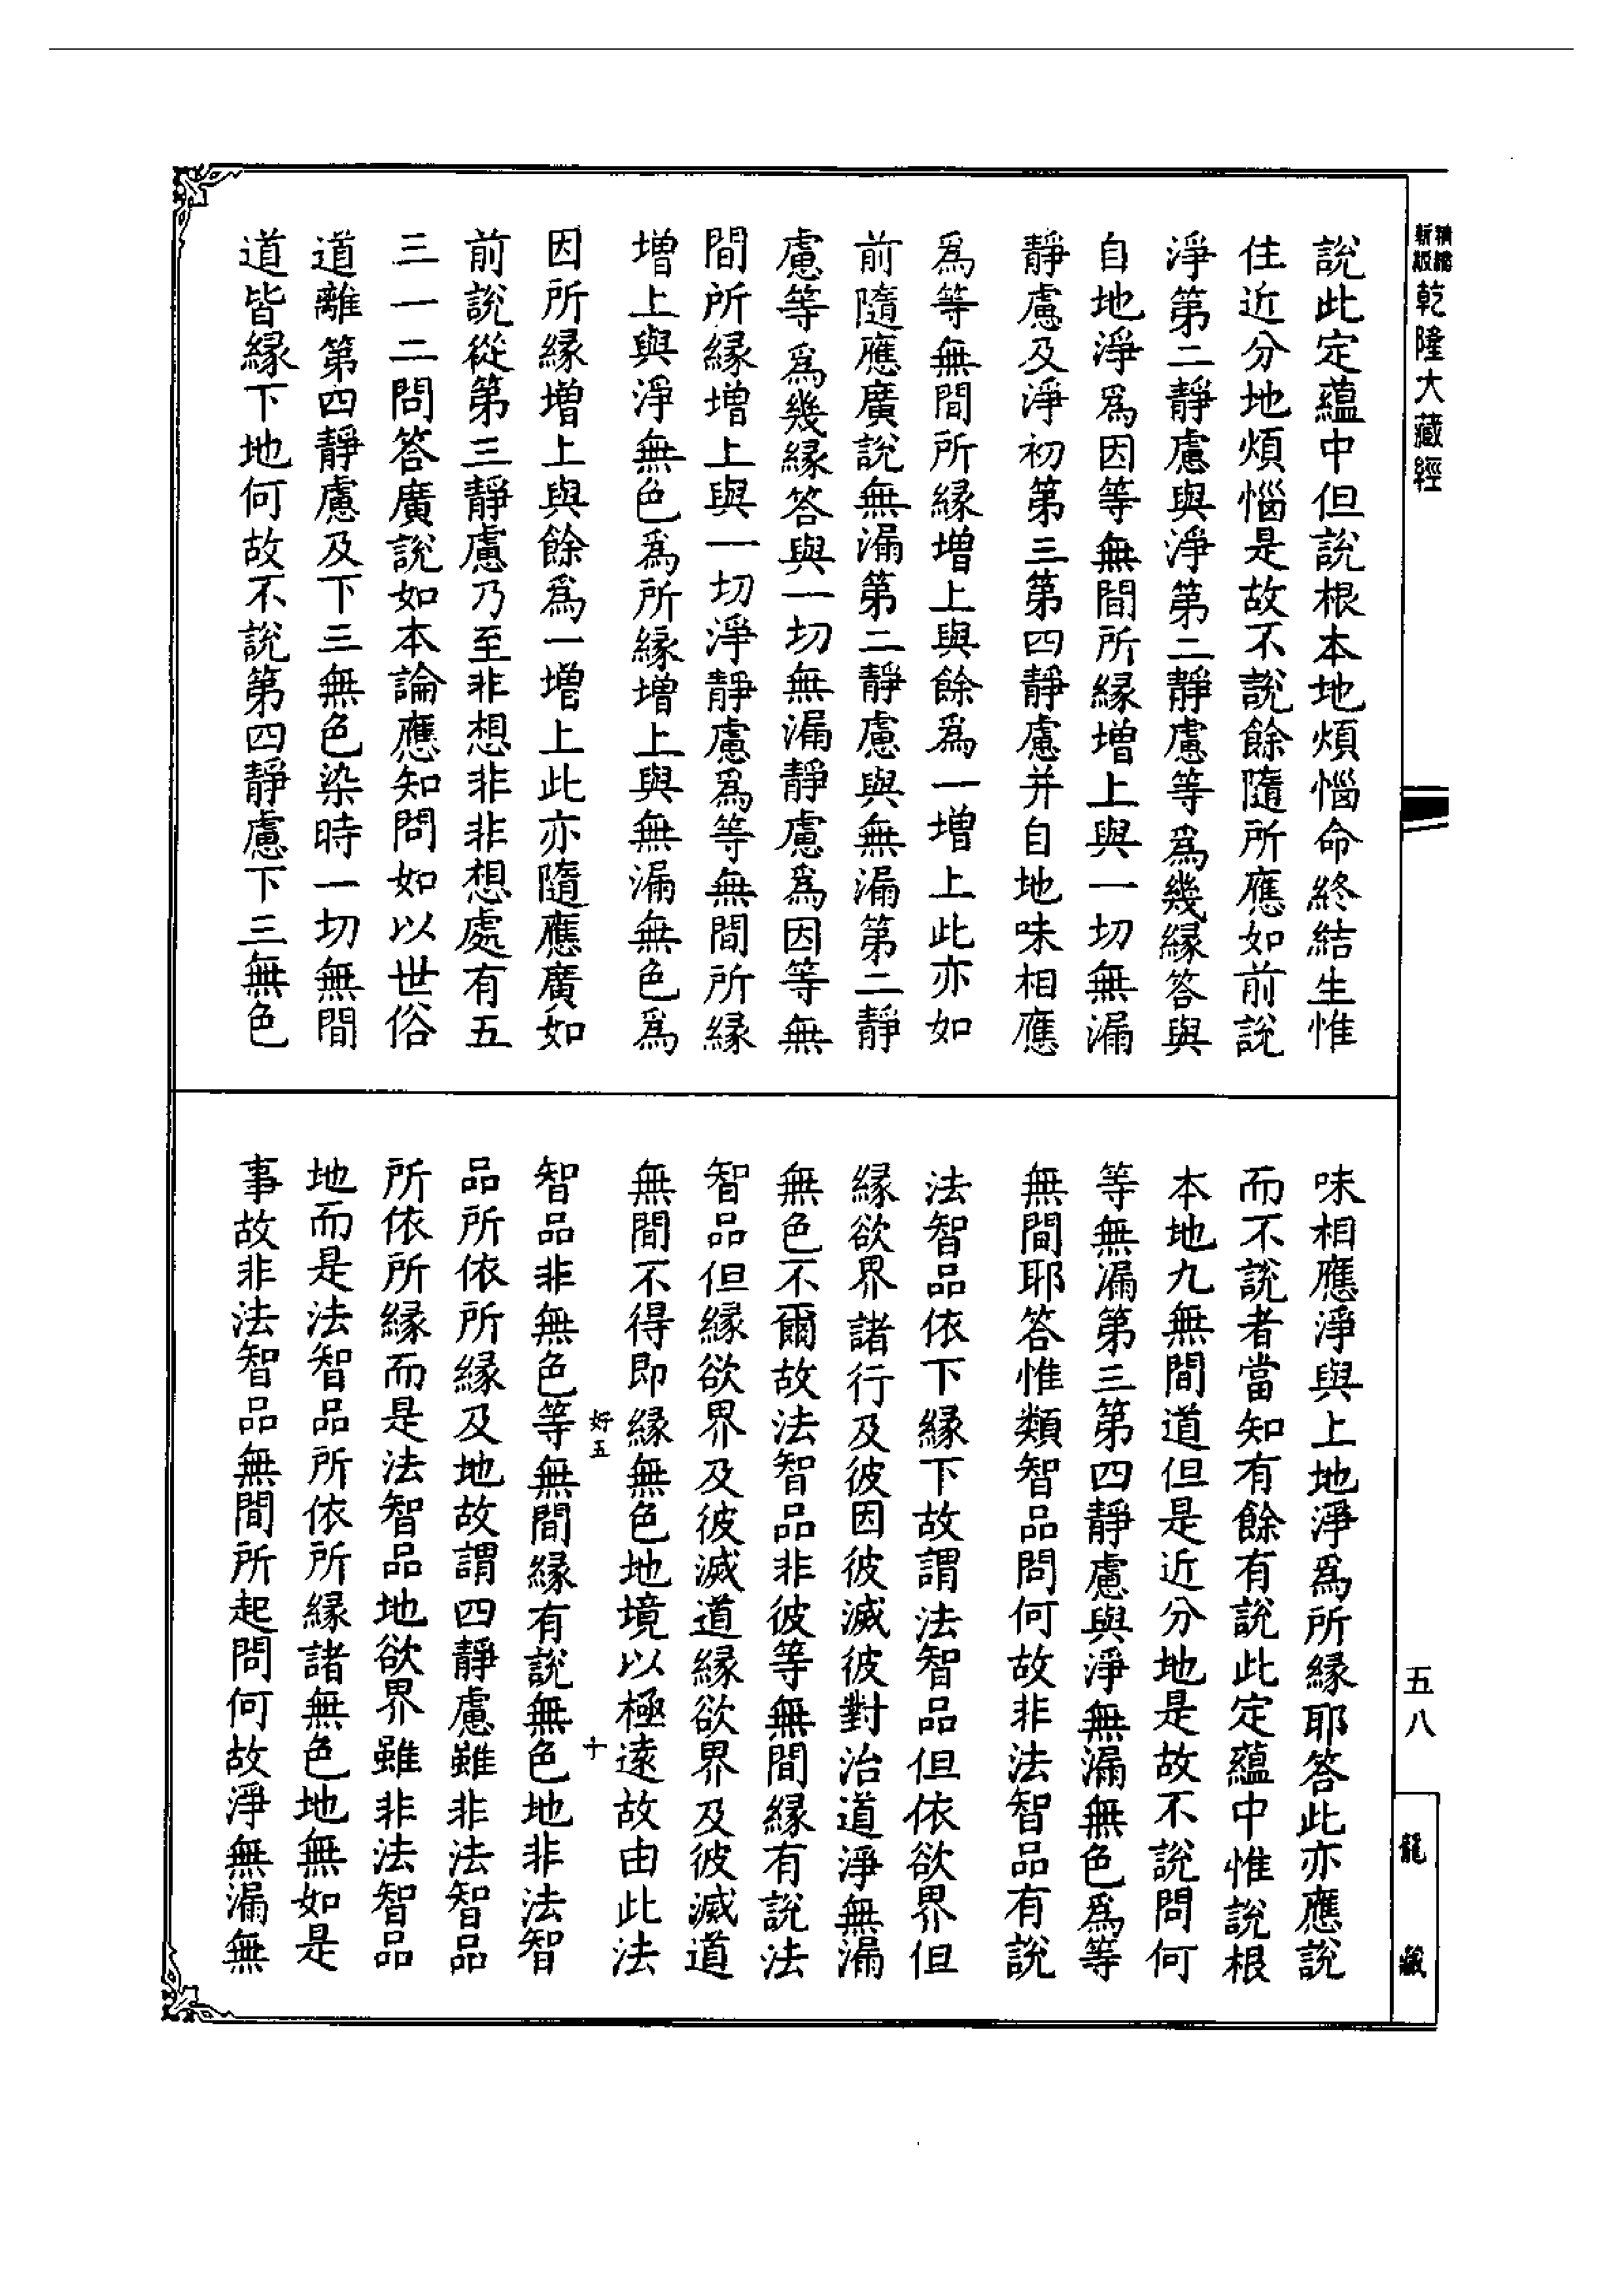 新版
精縮
乾隆大藏經
說此定蘊中但說根本地煩惱命終結生惟
住近分地煩惱是故不說餘隨所應如前說
淨第二靜慮與淨第二靜慮等爲幾緣答與
自地淨爲因等無間所緣增上與一切無漏
靜慮及淨初第三第四靜慮并自地味相應
爲等無間所緣增上與餘爲一增上此亦如
前隨應廣說無漏第二靜慮與無漏第二靜
慮等爲幾緣答與一切無漏靜慮爲因等無
間所緣增上與一切淨靜慮爲等無間所緣
增上與淨無色爲所緣增上與無漏無色爲
因所緣增上與餘爲一增上此亦隨應廣如
前說從第三靜慮乃至非想非非想處有五
三一二問答廣說如本論應知問如以世俗
道離第四靜慮及下三無色染時一切無間
道皆緣下地何故不說第四靜慮下三無色
味相應淨與上地淨爲所緣耶答此亦應說
而不說者當知有餘有說此定蘊中惟說根
本地九無間道但是近分地是故不說問何
等無漏第三第四靜慮與淨無漏無色爲等
無間耶答惟類智品問何故非法智品有說
法智品依下緣下故謂法智品但依欲界但
緣欲界諸行及彼因彼滅彼對治道淨無漏
無色不爾故法智品非彼等無間緣有說法
智品但緣欲界及彼滅道緣欲界及彼滅道
無間不得即緣無色地境以極遠故由此法
智品非無色等無間緣有說無色地非法智
品所依所緣及地故謂四靜慮雖非法智品
所依所緣而是法智品地欲界雖非法智品
地而是法智品所依所緣諸無色地無如是
事故非法智品無間所起問何故淨無漏無
好五
十
五八
龍藏